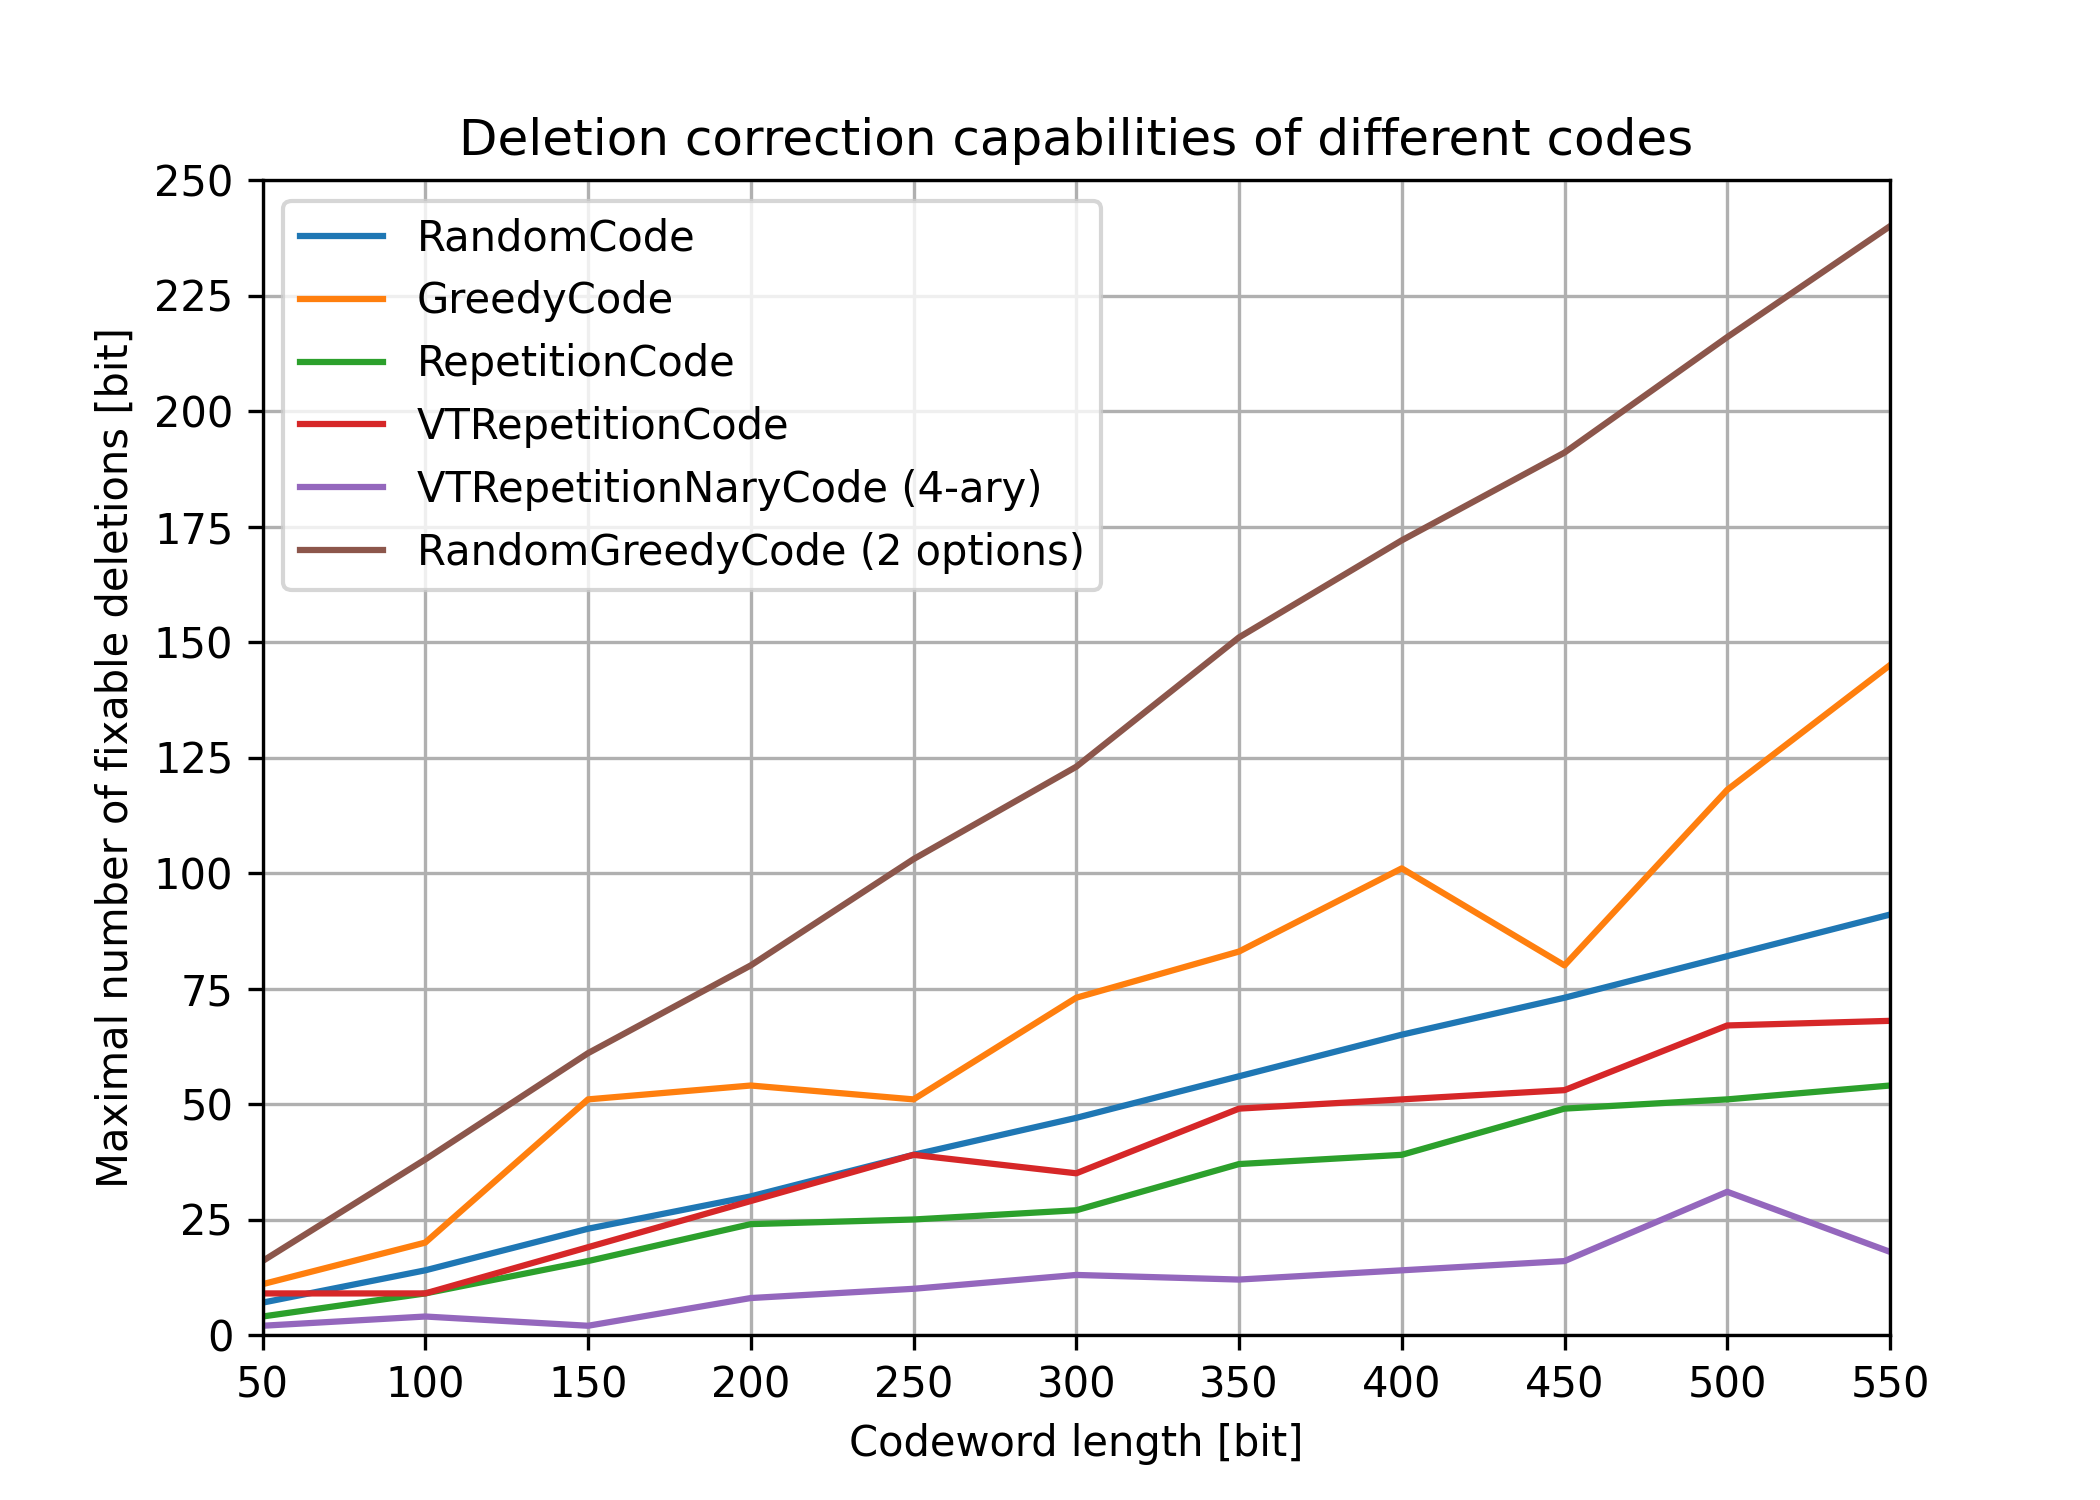 Deletion correction capabilities of different codes
250
225
200
175
150
125
100
75
50
25
0
Maximal number of fixable deletions [bit]
RandomCode
GreedyCode
RepetitionCode
VTRepetitionCode
VTRepetitionNaryCode (4-ary)
RandomGreedyCode (2 options)
50 100 150 200 250 300 350 400 450 500 550
Codeword length [bit]